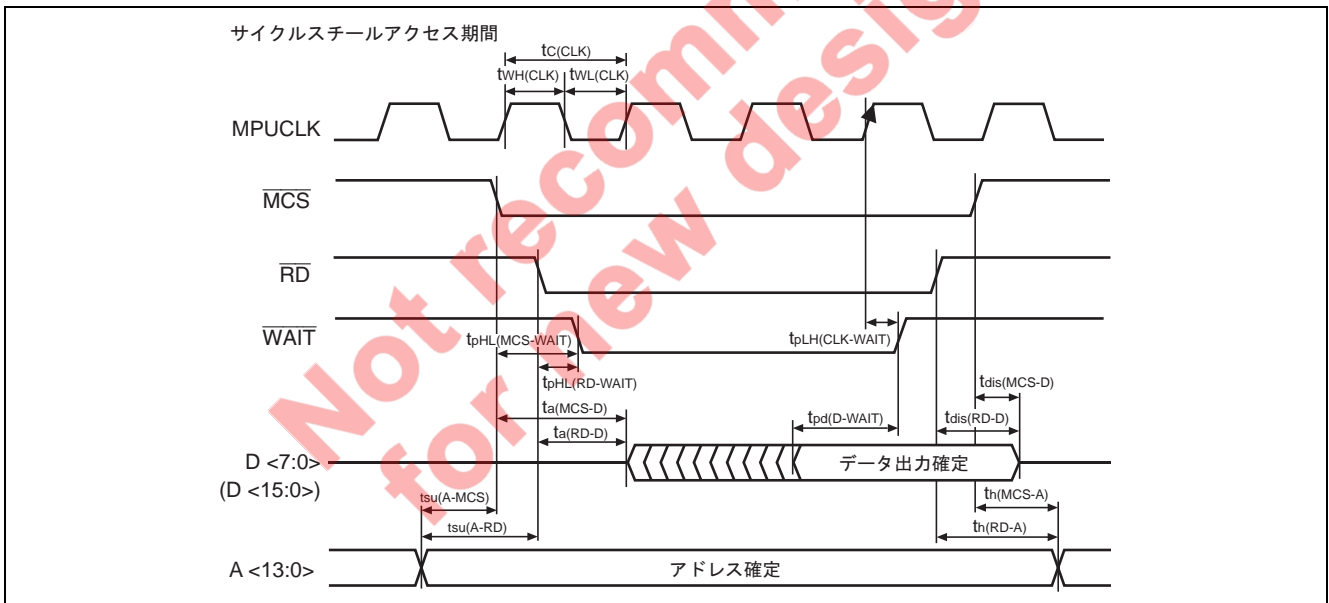 サイクルスチールアクセス期間
tC(CLK)
tWH(CLK) tWL(CLK)
MPUCLK
MCS
RD
WAIT
tpHL(MCS-WAIT)
tpLH(CLK-WAIT)
tpHL(RD-WAIT)
ta(MCS-D)
ta(RD-D)
tpd(D-WAIT)
tdis(MCS-D)
tdis(RD-D)
D <7:0>
(D <15:0>)
データ出力確定
tsu(A-MCS)
tsu(A-RD)
th(MCS-A)
th(RD-A)
A <13:0>
アドレス確定
Not recomm
for new desig